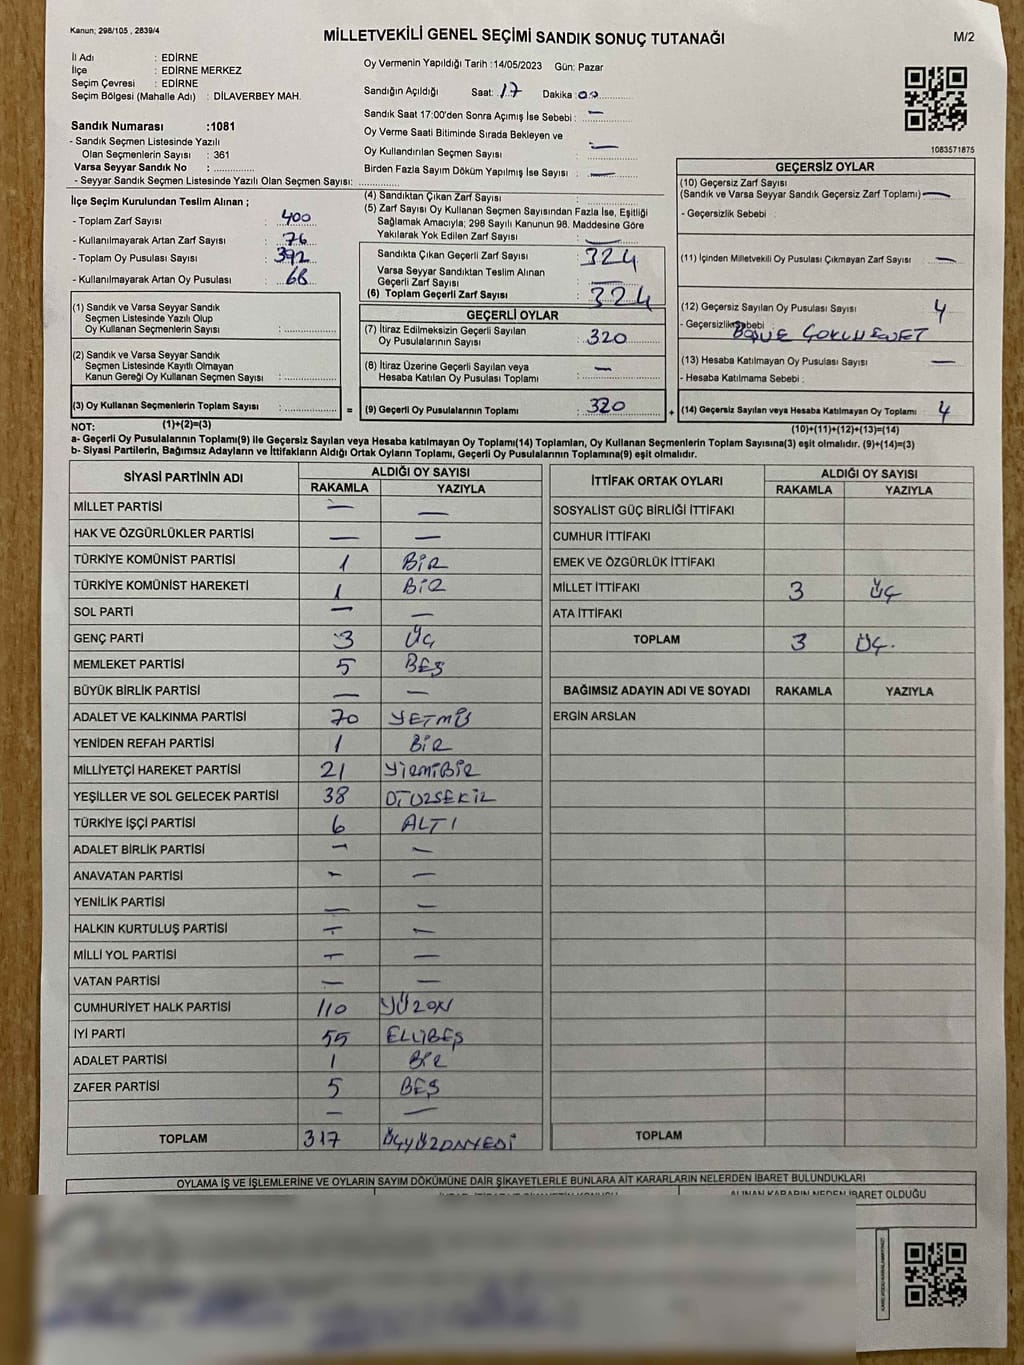 Kanun; 298/105 , 2839/4
MİLLETVEKİLİ GENEL SEÇİMİ SANDIK SONUÇ TUTANAĞI
M/2
İl Adı : EDİRNE
İlçe : EDİRNE MERKEZ
Seçim Çevresi : EDİRNE
Seçim Bölgesi (Mahalle Adı) : DİLAVERBEY MAH.
Sandık Numarası :1081
- Sandık Seçmen Listesinde Yazılı
Olan Seçmenlerin Sayısı : 361
Varsa Seyyar Sandık No :
- Seyyar Sandık Seçmen Listesinde Yazılı Olan Seçmen Sayısı:
Oy Vermenin Yapıldığı Tarih :14/05/2023 Gün: Pazar
Sandığın Açıldığı Saat: 17 Dakika :00
Sandık Saat 17:00'den Sonra Açımış İse Sebebi : —
Oy Verme Saati Bitiminde Sırada Bekleyen ve
Oy Kullandırılan Seçmen Sayısı : —
Birden Fazla Sayım Döküm Yapılmış İse Sayısı : —
1083571875
İlçe Seçim Kurulundan Teslim Alınan ;
- Toplam Zarf Sayısı : 400
- Kullanılmayarak Artan Zarf Sayısı : 76
- Toplam Oy Pusulası Sayısı : 392
- Kullanılmayarak Artan Oy Pusulası : 68
(4) Sandıktan Çıkan Zarf Sayısı :
(5) Zarf Sayısı Oy Kullanan Seçmen Sayısından Fazla İse, Eşitliği
Sağlamak Amacıyla; 298 Sayılı Kanunun 98. Maddesine Göre
Yakılarak Yok Edilen Zarf Sayısı : —
Sandıkta Çıkan Geçerli Zarf Sayısı : 324
Varsa Seyyar Sandıktan Teslim Alınan
Geçerli Zarf Sayısı : —
(6) Toplam Geçerli Zarf Sayısı : 324
GEÇERSİZ OYLAR
(10) Geçersiz Zarf Sayısı
(Sandık ve Varsa Seyyar Sandık Geçersiz Zarf Toplamı) : —
- Geçersizlik Sebebi :
(11) İçinden Milletvekili Oy Pusulası Çıkmayan Zarf Sayısı : —
(12) Geçersiz Sayılan Oy Pusulası Sayısı : 4
- Geçersizlik Sebebi
(13) Hesaba Katılmayan Oy Pusulası Sayısı : —
- Hesaba Katılmama Sebebi :
(14) Geçersiz Sayılan veya Hesaba Katılmayan Oy Toplamı : 4
(10)+(11)+(12)+(13)=(14)
(1) Sandık ve Varsa Seyyar Sandık
Seçmen Listesinde Yazılı Olup
Oy Kullanan Seçmenlerin Sayısı :
(2) Sandık ve Varsa Seyyar Sandık
Seçmen Listesinde Kayıtlı Olmayan
Kanun Gereği Oy Kullanan Seçmen Sayısı :
(3) Oy Kullanan Seçmenlerin Toplam Sayısı : =
(1)+(2)=(3)
GEÇERLİ OYLAR
(7) İtiraz Edilmeksizin Geçerli Sayılan
Oy Pusulalarının Sayısı : 320
(8) İtiraz Üzerine Geçerli Sayılan veya
Hesaba Katılan Oy Pusulası Toplamı : —
(9) Geçerli Oy Pusulalarının Toplamı : 320 +
NOT:
a- Geçerli Oy Pusulalarının Toplamı(9) ile Geçersiz Sayılan veya Hesaba katılmayan Oy Toplamı(14) Toplamları, Oy Kullanan Seçmenlerin Toplam Sayısına(3) eşit olmalıdır. (9)+(14)=(3)
b- Siyasi Partilerin, Bağımsız Adayların ve İttifakların Aldığı Ortak Oyların Toplamı, Geçerli Oy Pusulalarının Toplamına(9) eşit olmalıdır.
SİYASİ PARTİNİN ADI ALDIĞI OY SAYISI
RAKAMLA YAZIYLA
MİLLET PARTİSİ — —
HAK VE ÖZGÜRLÜKLER PARTİSİ — —
TÜRKİYE KOMÜNİST PARTİSİ 1 BİR
TÜRKİYE KOMÜNİST HAREKETİ 1 BİR
SOL PARTİ — —
GENÇ PARTİ 3 ÜÇ
MEMLEKET PARTİSİ 5 BEŞ
BÜYÜK BİRLİK PARTİSİ — —
ADALET VE KALKINMA PARTİSİ 70 YETMİŞ
YENİDEN REFAH PARTİSİ 1 BİR
MİLLİYETÇİ HAREKET PARTİSİ 21 YİRMİBİR
YEŞİLLER VE SOL GELECEK PARTİSİ 38 OTUZSEKİZ
TÜRKİYE İŞÇİ PARTİSİ 6 ALTI
ADALET BİRLİK PARTİSİ — —
ANAVATAN PARTİSİ — —
YENİLİK PARTİSİ — —
HALKIN KURTULUŞ PARTİSİ — —
MİLLİ YOL PARTİSİ — —
VATAN PARTİSİ — —
CUMHURİYET HALK PARTİSİ 110 YÜZON
İYİ PARTİ 55 ELLİBEŞ
ADALET PARTİSİ 1 BİR
ZAFER PARTİSİ 5 BEŞ
— —
TOPLAM 317 ÜÇYÜZONYEDİ
İTTİFAK ORTAK OYLARI ALDIĞI OY SAYISI
RAKAMLA YAZIYLA
SOSYALİST GÜÇ BİRLİĞİ İTTİFAKI
CUMHUR İTTİFAKI
EMEK VE ÖZGÜRLÜK İTTİFAKI
MİLLET İTTİFAKI 3 ÜÇ
ATA İTTİFAKI
TOPLAM 3 ÜÇ.
BAĞIMSIZ ADAYIN ADI VE SOYADI RAKAMLA YAZIYLA
ERGİN ARSLAN
TOPLAM
OYLAMA İŞ VE İŞLEMLERİNE VE OYLARIN SAYIM DÖKÜMÜNE DAİR ŞİKAYETLERLE BUNLARA AİT KARARLARIN NELERDEN İBARET BULUNDUKLARI
ALINAN KARARIN NEDEN İBARET OLDUĞU